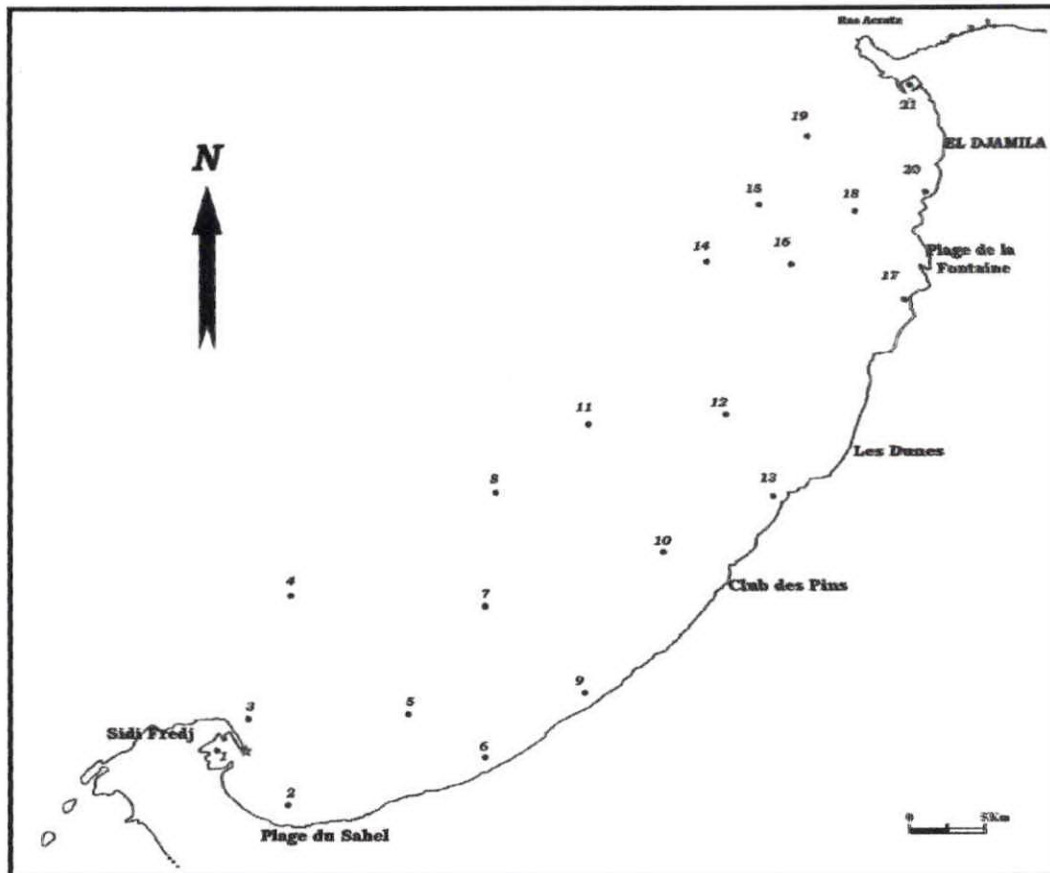 Ras Acrata
21
19
EL DJAMILA
N
20
15
18
14
16
Plage de la
Fontaine
17
11
12
Les Dunes
8
13
10
4
7
Club des Pins
9
3
5
Sidi Fredj
1
6
2
Plage du Sahel
0 5Km